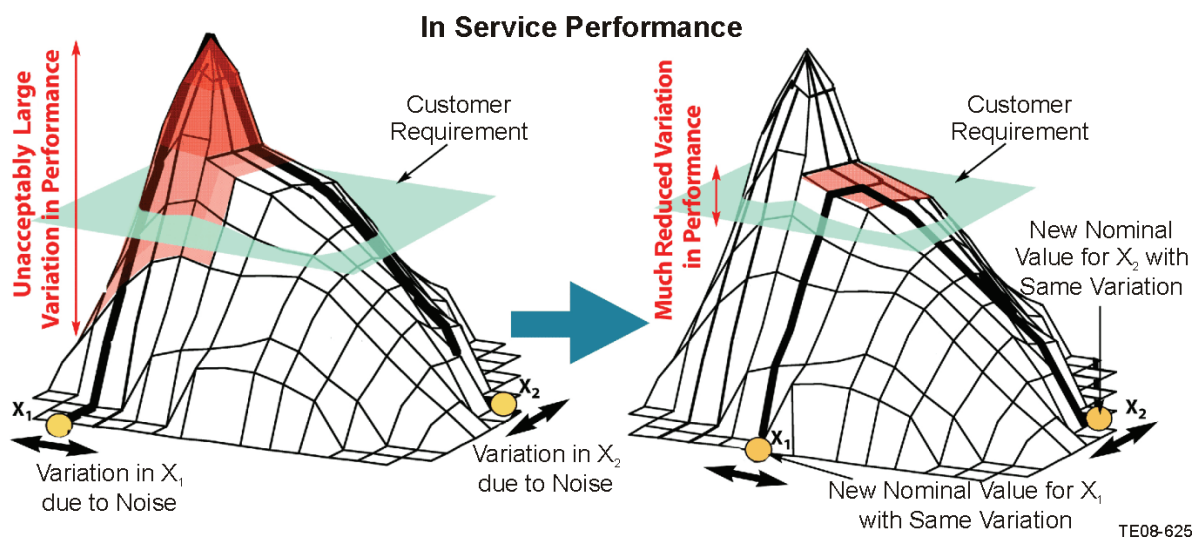 In Service Performance
Unacceptably Large
Variation in Performance
Customer
Requirement
X₁
X₂
Variation in X₁
due to Noise
Variation in X₂
due to Noise
Much Reduced Variation
in Performance
Customer
Requirement
New Nominal
Value for X₂ with
Same Variation
X₁
X₂
New Nominal Value for X₁
with Same Variation
TE08-625